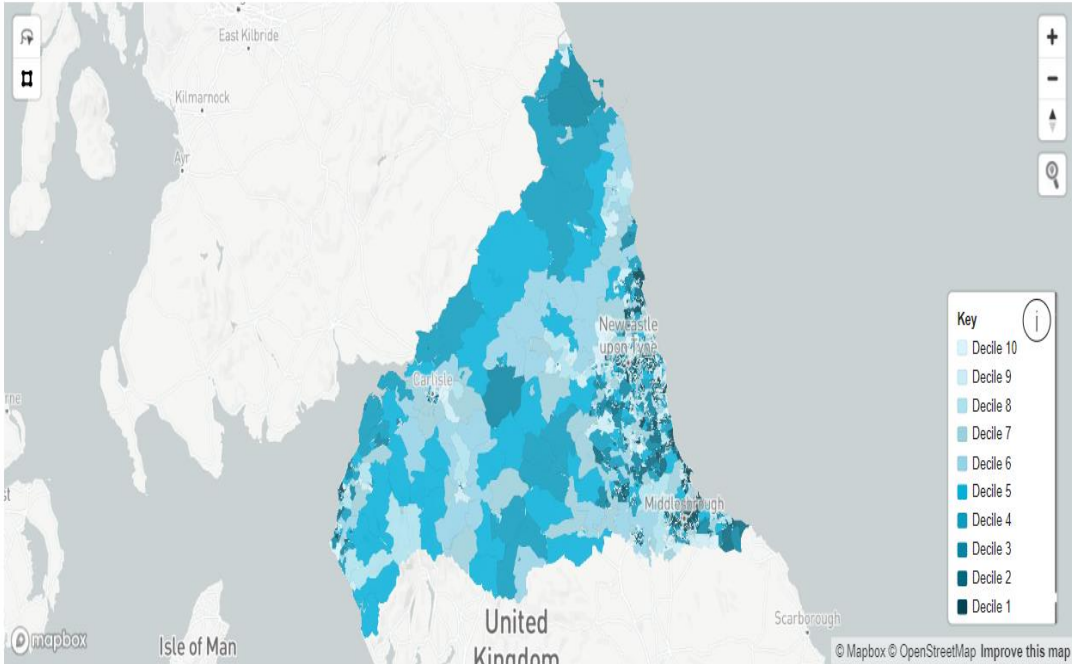 East Kilbride
Kilmarnock
Ayr
Newcastle
upon Tyne
Carlisle
Middlesbrough
Scarborough
United
Kingdom
Isle of Man
Key
i
Decile 10
Decile 9
Decile 8
Decile 7
Decile 6
Decile 5
Decile 4
Decile 3
Decile 2
Decile 1
mapbox
© Mapbox © OpenStreetMap Improve this map